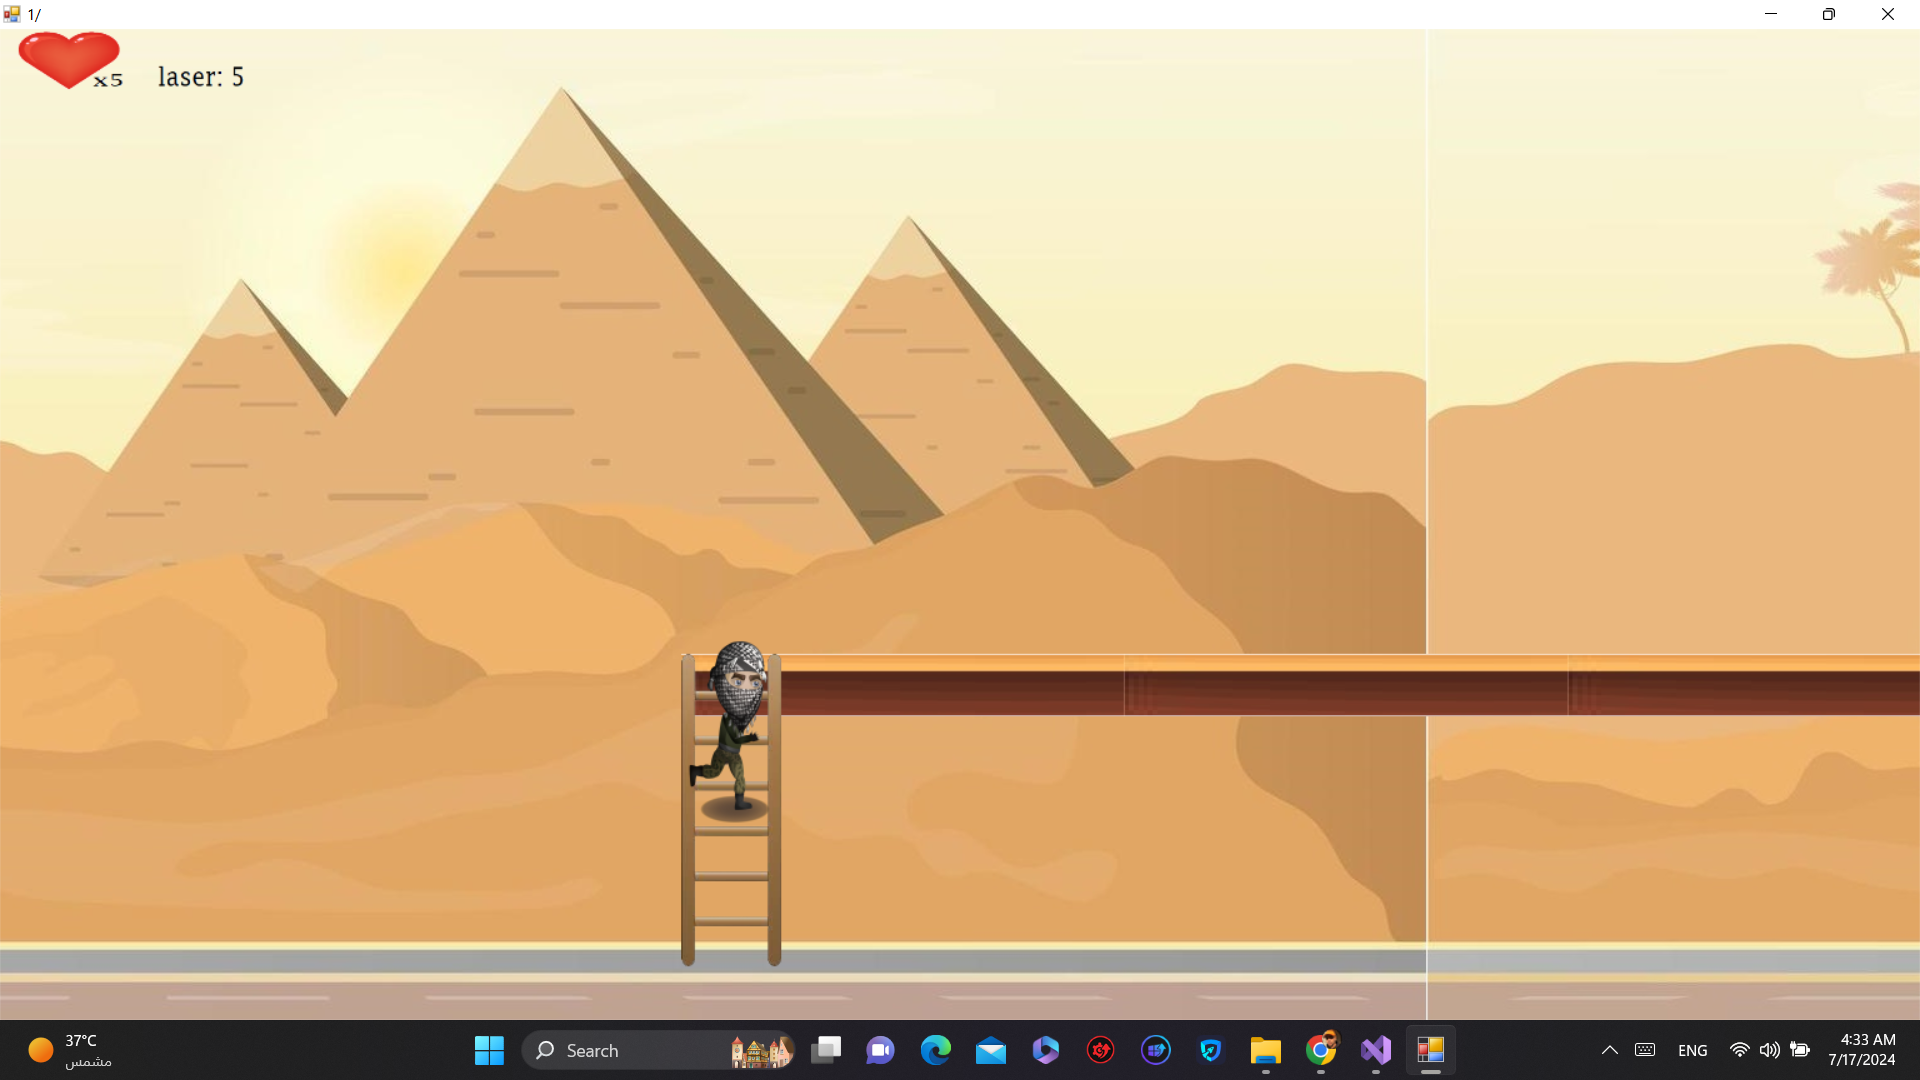 1/
x5
laser: 5
37°C
مشمس
Search
ENG
4:33 AM
7/17/2024